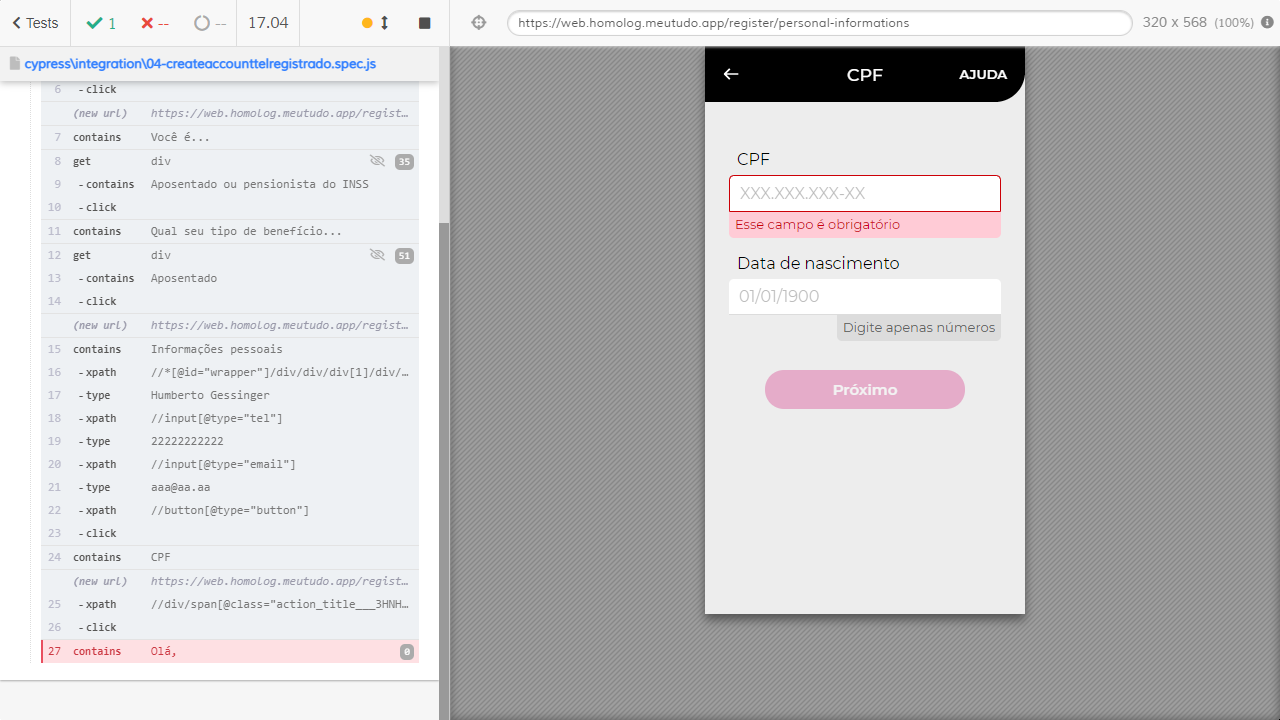 Tests
1
--
--
17.04
https://web.homolog.meutudo.app/register/personal-informations
320 x 568 (100%)
cypress\integration\04-createaccounttelregistrado.spec.js
6 - click
(new url) https://web.homolog.meutudo.app/regist…
7 contains Você é...
8 get div 35
9 - contains Aposentado ou pensionista do INSS
10 - click
11 contains Qual seu tipo de benefício...
12 get div 51
13 - contains Aposentado
14 - click
(new url) https://web.homolog.meutudo.app/regist…
15 contains Informações pessoais
16 - xpath //*[@id="wrapper"]/div/div/div[1]/div/…
17 - type Humberto Gessinger
18 - xpath //input[@type="tel"]
19 - type 22222222222
20 - xpath //input[@type="email"]
21 - type aaa@aa.aa
22 - xpath //button[@type="button"]
23 - click
24 contains CPF
(new url) https://web.homolog.meutudo.app/regist…
25 - xpath //div/span[@class="action_title___3HNH…
26 - click
27 contains Olá, 0
CPF
AJUDA
CPF
XXX.XXX.XXX-XX
Esse campo é obrigatório
Data de nascimento
01/01/1900
Digite apenas números
Próximo